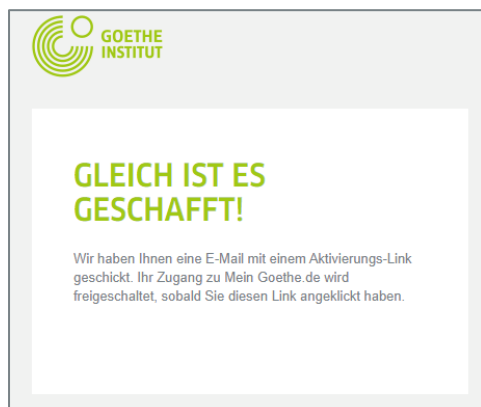 GOETHE
INSTITUT
GLEICH IST ES
GESCHAFFT!
Wir haben Ihnen eine E-Mail mit einem Aktivierungs-Link
geschickt. Ihr Zugang zu Mein Goethe.de wird
freigeschaltet, sobald Sie diesen Link angeklickt haben.